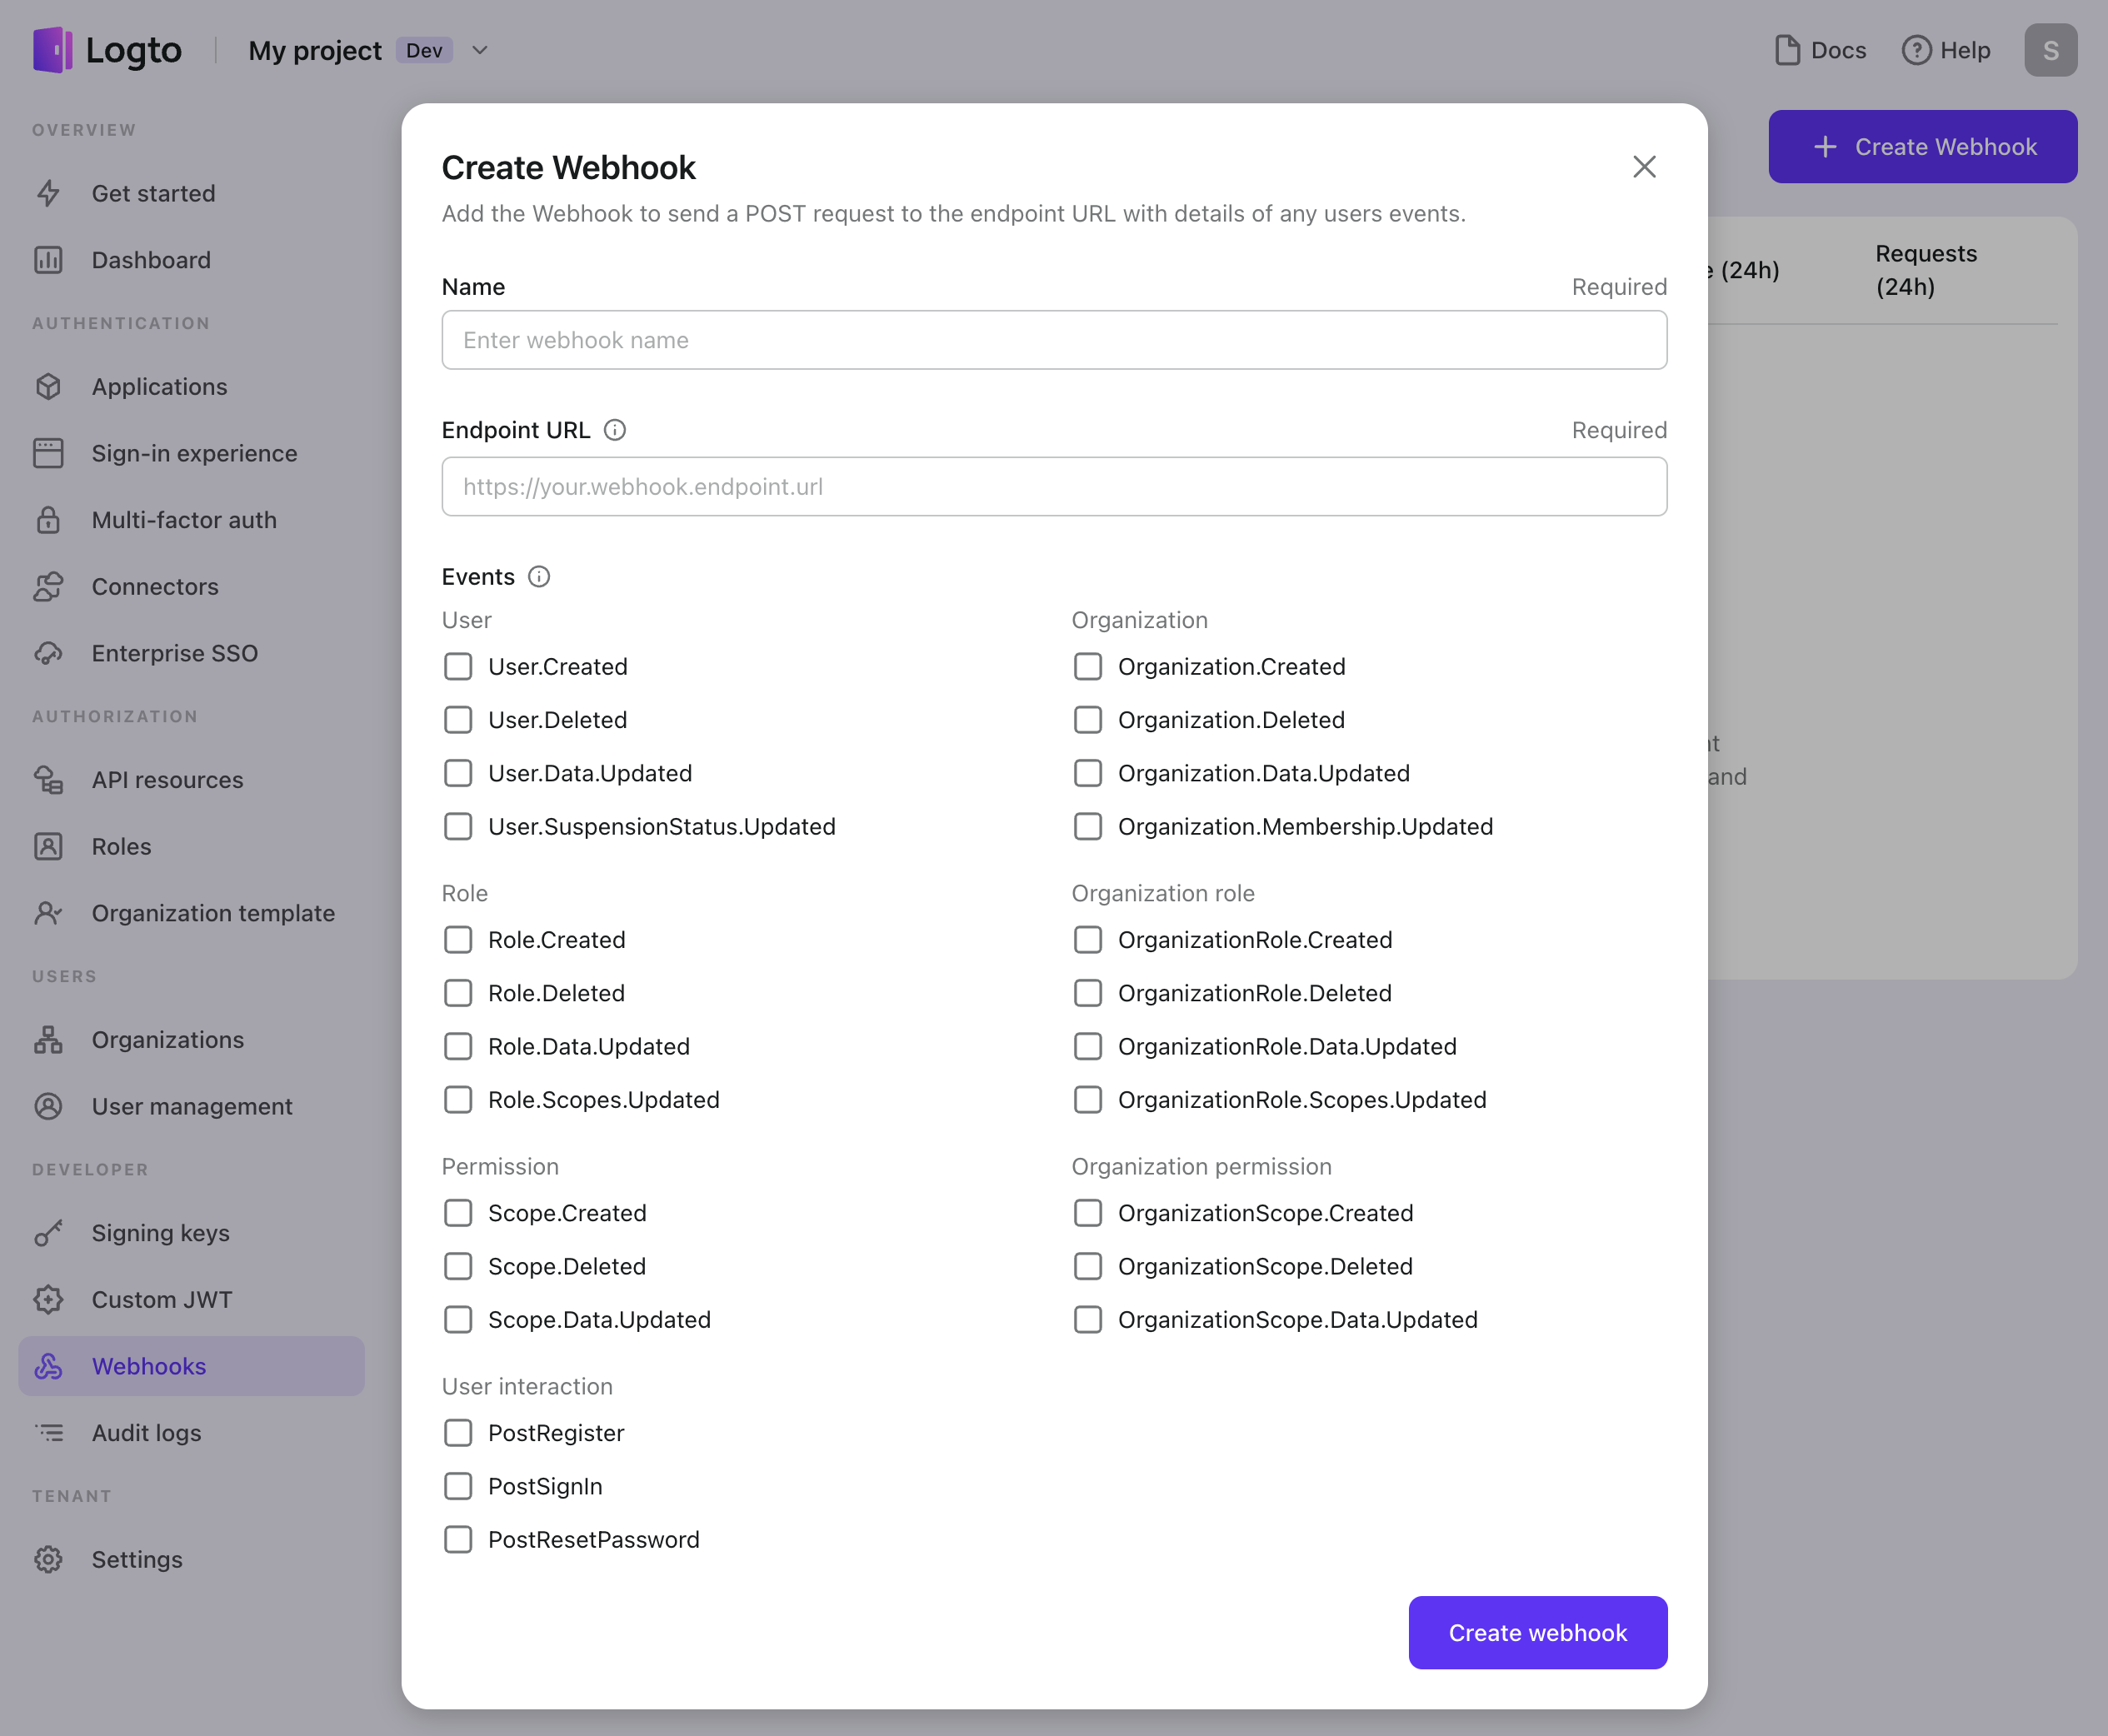 Logto
My project
Dev
Docs
Help
S
OVERVIEW
Get started
Dashboard
AUTHENTICATION
Applications
Sign-in experience
Multi-factor auth
Connectors
Enterprise SSO
AUTHORIZATION
API resources
Roles
Organization template
USERS
Organizations
User management
DEVELOPER
Signing keys
Custom JWT
Webhooks
Audit logs
TENANT
Settings
Create Webhook
(24h)
Requests
(24h)
and
Create Webhook
Add the Webhook to send a POST request to the endpoint URL with details of any users events.
Name
Required
Enter webhook name
Endpoint URL
Required
https://your.webhook.endpoint.url
Events
User
User.Created
User.Deleted
User.Data.Updated
User.SuspensionStatus.Updated
Organization
Organization.Created
Organization.Deleted
Organization.Data.Updated
Organization.Membership.Updated
Role
Role.Created
Role.Deleted
Role.Data.Updated
Role.Scopes.Updated
Organization role
OrganizationRole.Created
OrganizationRole.Deleted
OrganizationRole.Data.Updated
OrganizationRole.Scopes.Updated
Permission
Scope.Created
Scope.Deleted
Scope.Data.Updated
Organization permission
OrganizationScope.Created
OrganizationScope.Deleted
OrganizationScope.Data.Updated
User interaction
PostRegister
PostSignIn
PostResetPassword
Create webhook